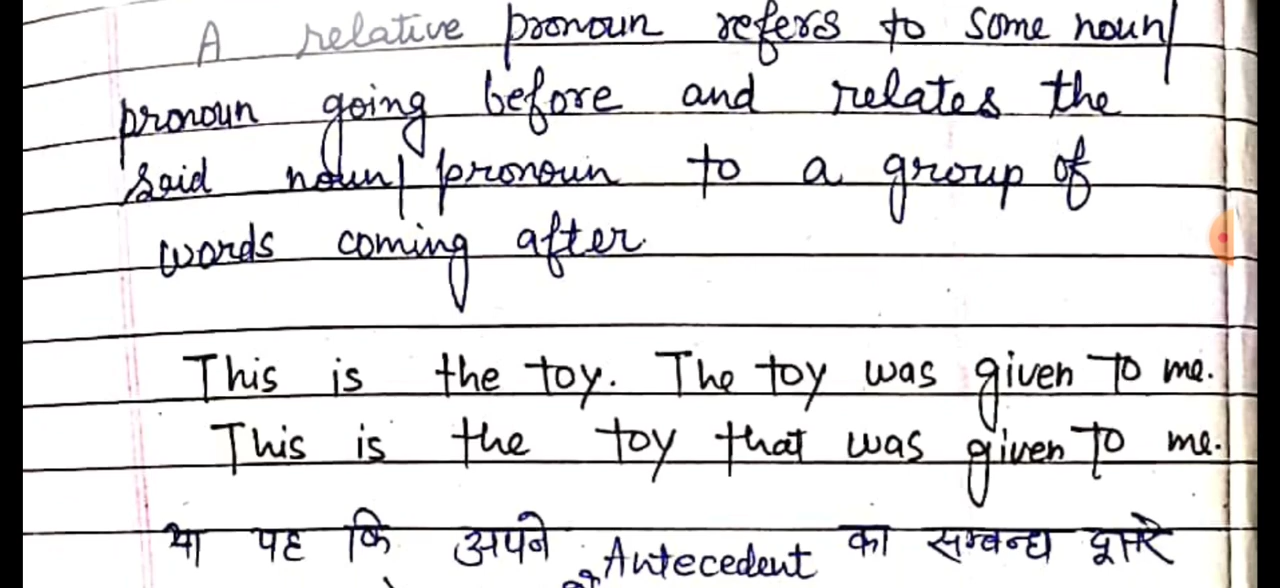 A relative pronoun refers to some noun/
pronoun going before and relates the
said noun/pronoun to a group of
words coming after.
This is the toy. The toy was given to me.
This is the toy that was given to me.
या यह कि अपने Antecedent का सम्बन्ध दूसरे